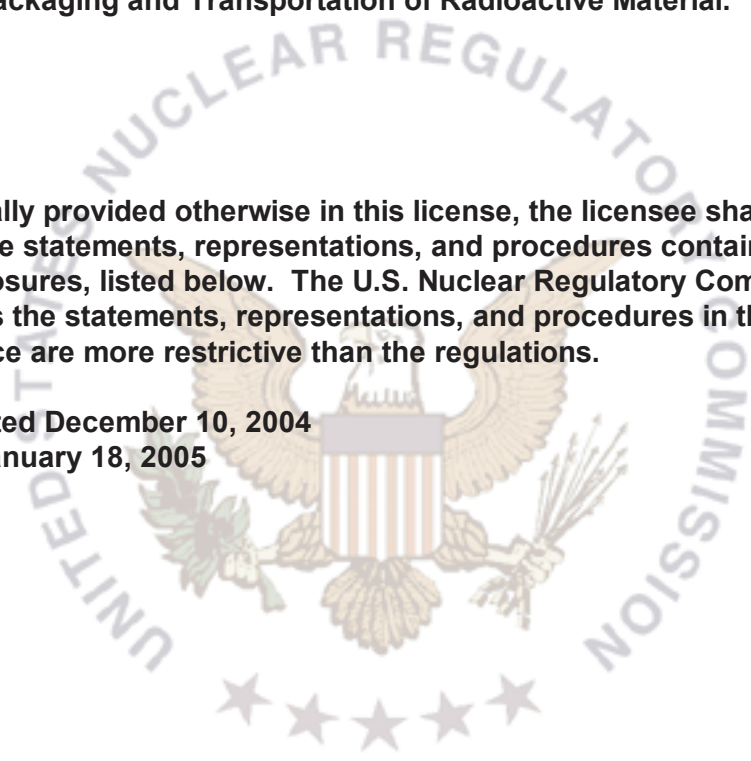 ackaging and Transportation of Radioactive Material.
ally provided otherwise in this license, the licensee sha
e statements, representations, and procedures contain
osures, listed below. The U.S. Nuclear Regulatory Com
s the statements, representations, and procedures in th
ce are more restrictive than the regulations.
ted December 10, 2004
anuary 18, 2005
UNITED STATES NUCLEAR REGULATORY COMMISSION